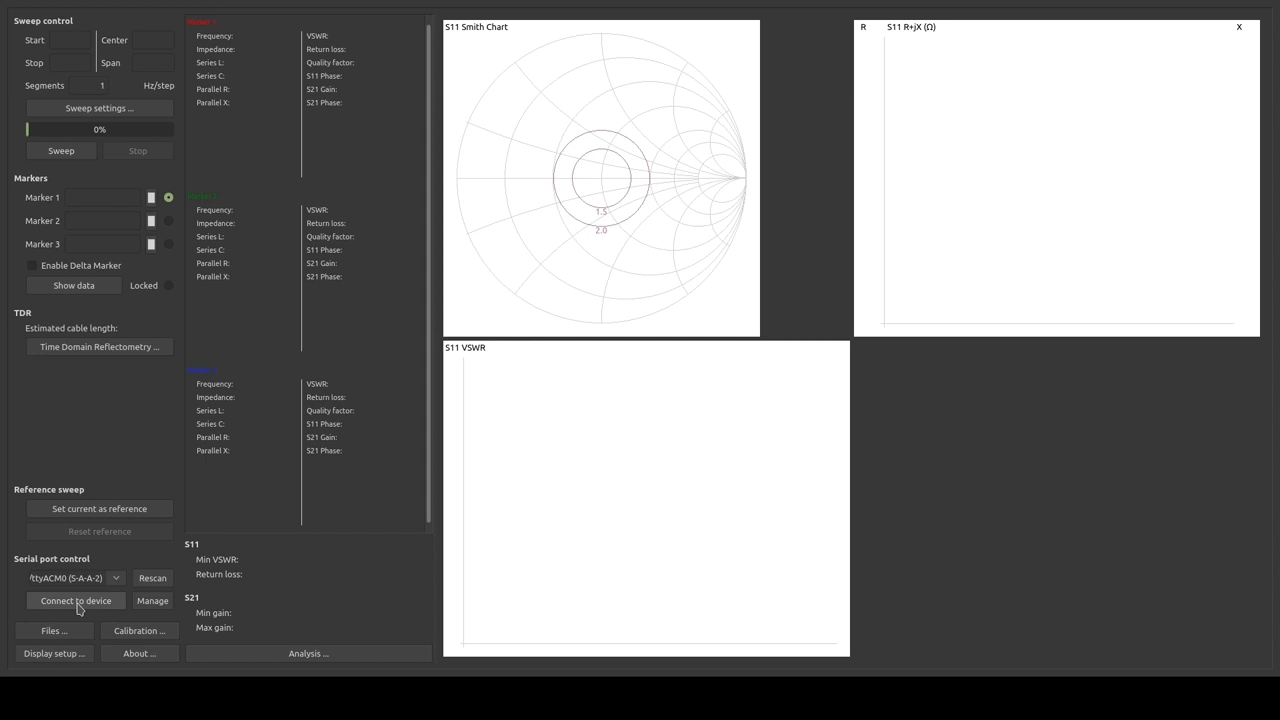 Sweep control
Start
Center
Stop
Span
Segments 1 Hz/step
Sweep settings ...
0%
Sweep
Stop
Markers
Marker 1
Marker 2
Marker 3
Enable Delta Marker
Show data
Locked
TDR
Estimated cable length:
Time Domain Reflectometry ...
Reference sweep
Set current as reference
Reset reference
Serial port control
/ttyACM0 (S-A-A-2)
Rescan
Connect to device
Manage
Files ...
Calibration ...
Display setup ...
About ...
Marker 1
Frequency:
VSWR:
Impedance:
Return loss:
Series L:
Quality factor:
Series C:
S11 Phase:
Parallel R:
S21 Gain:
Parallel X:
S21 Phase:
Marker 2
Frequency:
VSWR:
Impedance:
Return loss:
Series L:
Quality factor:
Series C:
S11 Phase:
Parallel R:
S21 Gain:
Parallel X:
S21 Phase:
Marker 3
Frequency:
VSWR:
Impedance:
Return loss:
Series L:
Quality factor:
Series C:
S11 Phase:
Parallel R:
S21 Gain:
Parallel X:
S21 Phase:
S11
Min VSWR:
Return loss:
S21
Min gain:
Max gain:
Analysis ...
S11 Smith Chart
1.5
2.0
R
S11 R+jX (Ω)
X
S11 VSWR